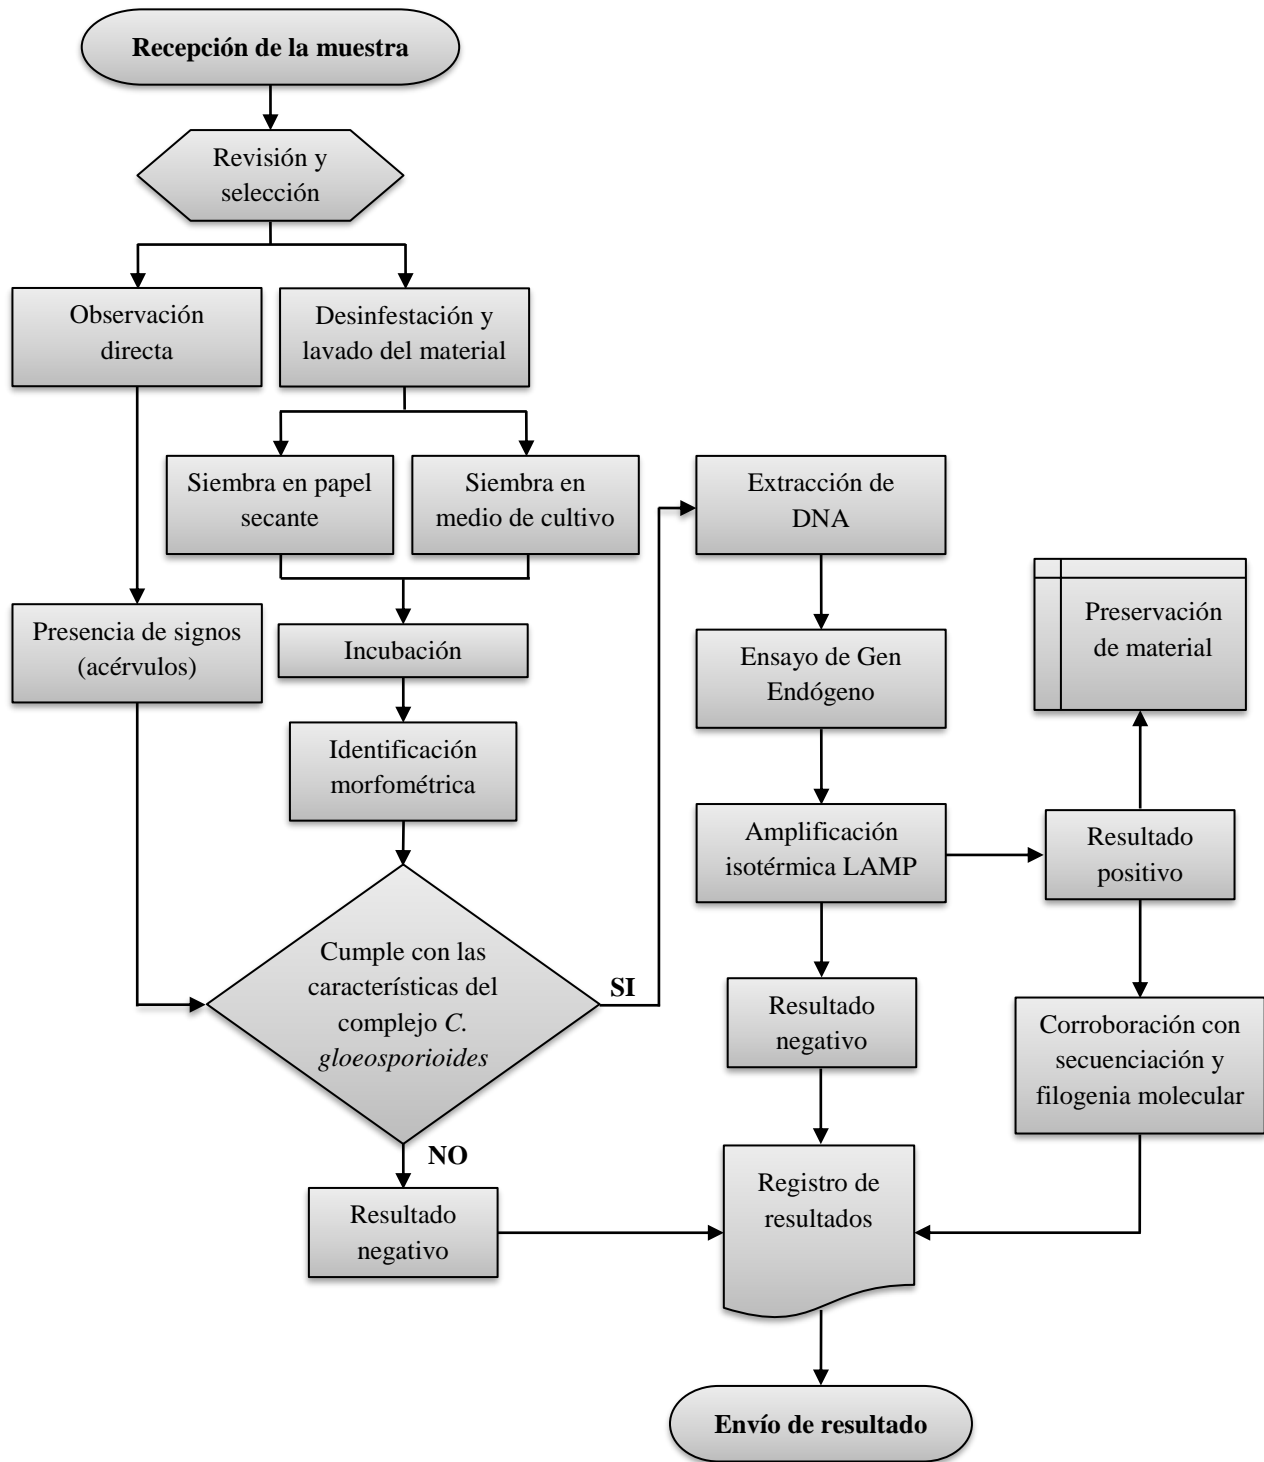 Recepción de la muestra
Revisión y
selección
Observación
directa
Desinfestación y
lavado del material
Siembra en papel
secante
Siembra en
medio de cultivo
Extracción de
DNA
Preservación
de material
Presencia de signos
(acérvulos)
Incubación
Ensayo de Gen
Endógeno
Identificación
morfométrica
Amplificación
isotérmica LAMP
Resultado
positivo
Cumple con las
características del
complejo C.
gloeosporioides
SI
Resultado
negativo
Corroboración con
secuenciación y
filogenia molecular
NO
Resultado
negativo
Registro de
resultados
Envío de resultado